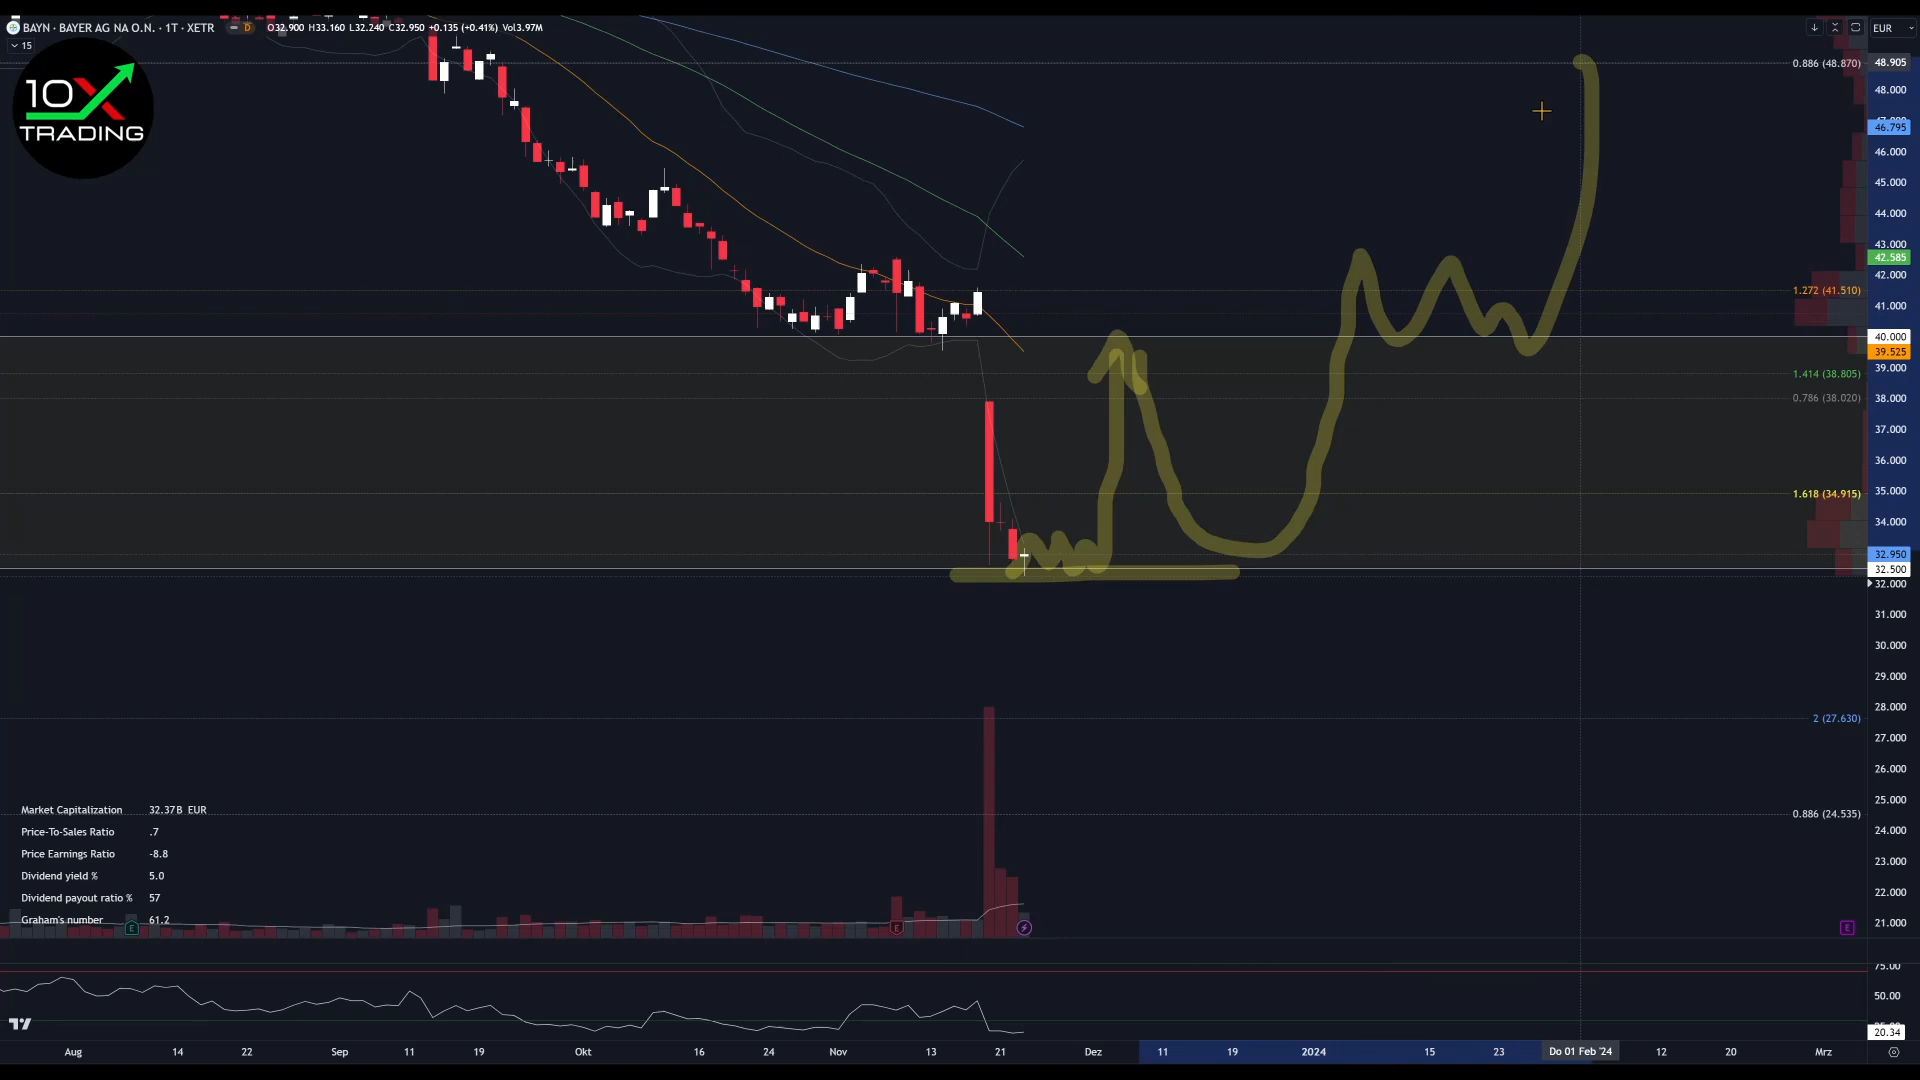 BAYN · BAYER AG NA O.N. · 1T · XETR D O32.900 H33.160 L32.240 C32.950 +0.135 (+0.41%) Vol3.97M
EUR
15
10X
TRADING
0.886 (48.870) 48.905
48.000
46.795
46.000
45.000
44.000
43.000
42.585
42.000
1.272 (41.510)
41.000
40.000
39.525
39.000
1.414 (38.805)
0.786 (38.020) 38.000
37.000
36.000
35.000
1.618 (34.915)
34.000
32.950
32.500
32.000
31.000
30.000
29.000
28.000
2 (27.630)
27.000
26.000
25.000
0.886 (24.535)
24.000
23.000
22.000
21.000
Market Capitalization 32.37B EUR
Price-To-Sales Ratio .7
Price Earnings Ratio -8.8
Dividend yield % 5.0
Dividend payout ratio % 57
Graham's number 61.2
E E E
75.00
50.00
20.34
Aug 14 22 Sep 11 19 Okt 16 24 Nov 13 21 Dez 11 19 2024 15 23 Do 01 Feb '24 12 20 Mrz